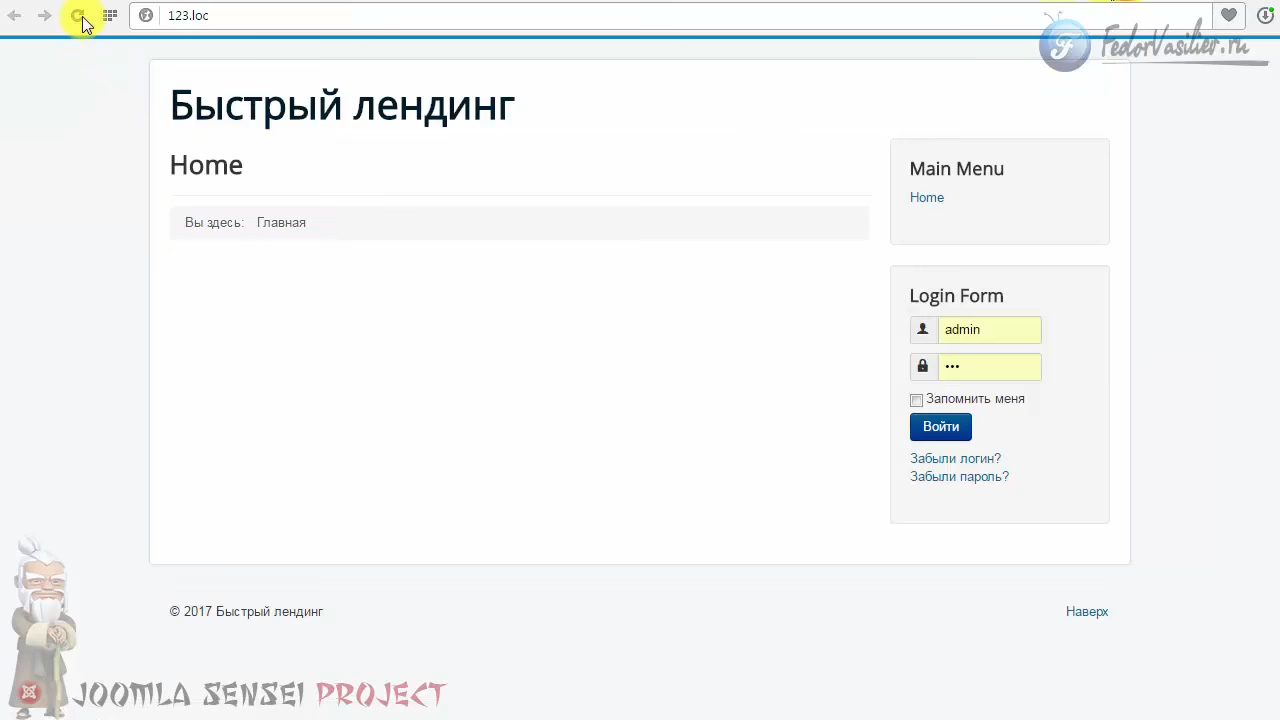 123.loc
FedorVasiliev.ru
Быстрый лендинг
Home
Вы здесь: Главная
Main Menu
Home
Login Form
admin
•••
Запомнить меня
Войти
Забыли логин?
Забыли пароль?
© 2017 Быстрый лендинг
Наверх
JOOMLA SENSEI PROJECT